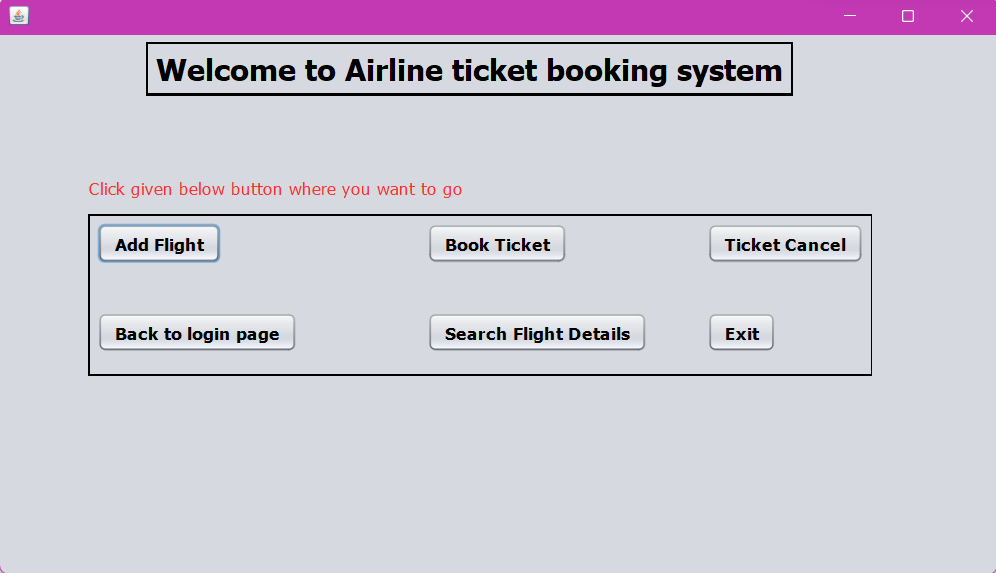 Welcome to Airline ticket booking system
Click given below button where you want to go
Add Flight
Book Ticket
Ticket Cancel
Back to login page
Search Flight Details
Exit